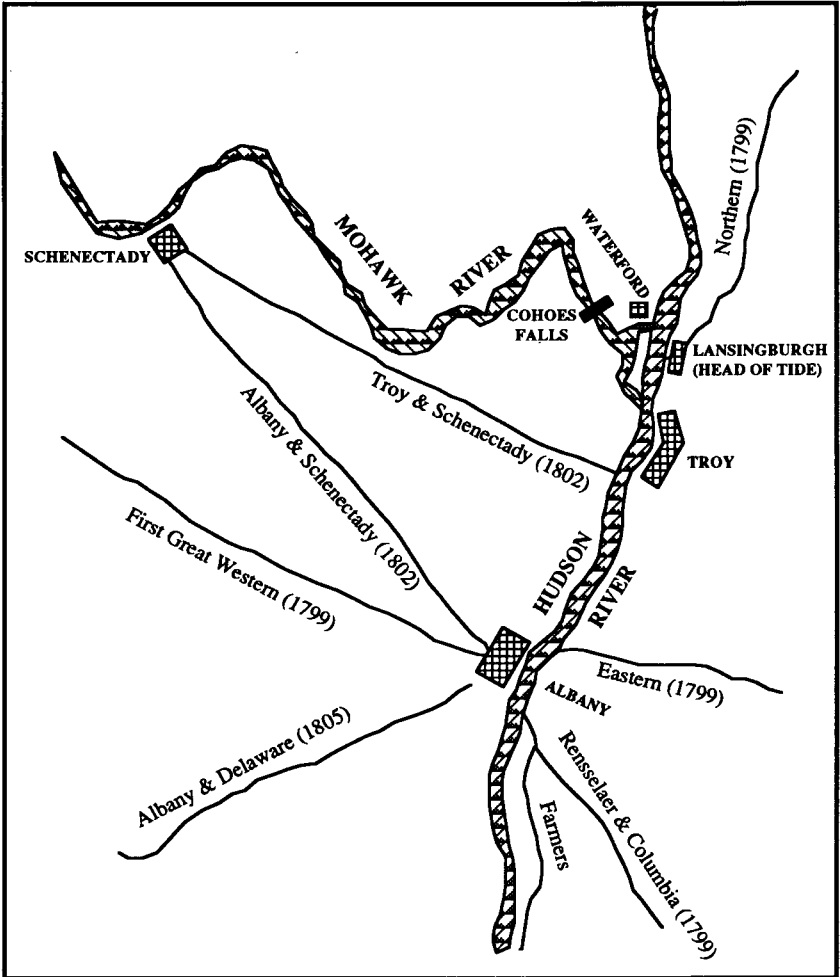 Northern (1799)
MOHAWK
RIVER
WATERFORD
SCHENECTADY
COHOES
FALLS
LANSINGBURGH
(HEAD OF TIDE)
Troy & Schenectady (1802)
Albany & Schenectady (1802)
TROY
First Great Western (1799)
HUDSON
RIVER
Eastern (1799)
ALBANY
Albany & Delaware (1805)
Rensselaer & Columbia (1799)
Farmers